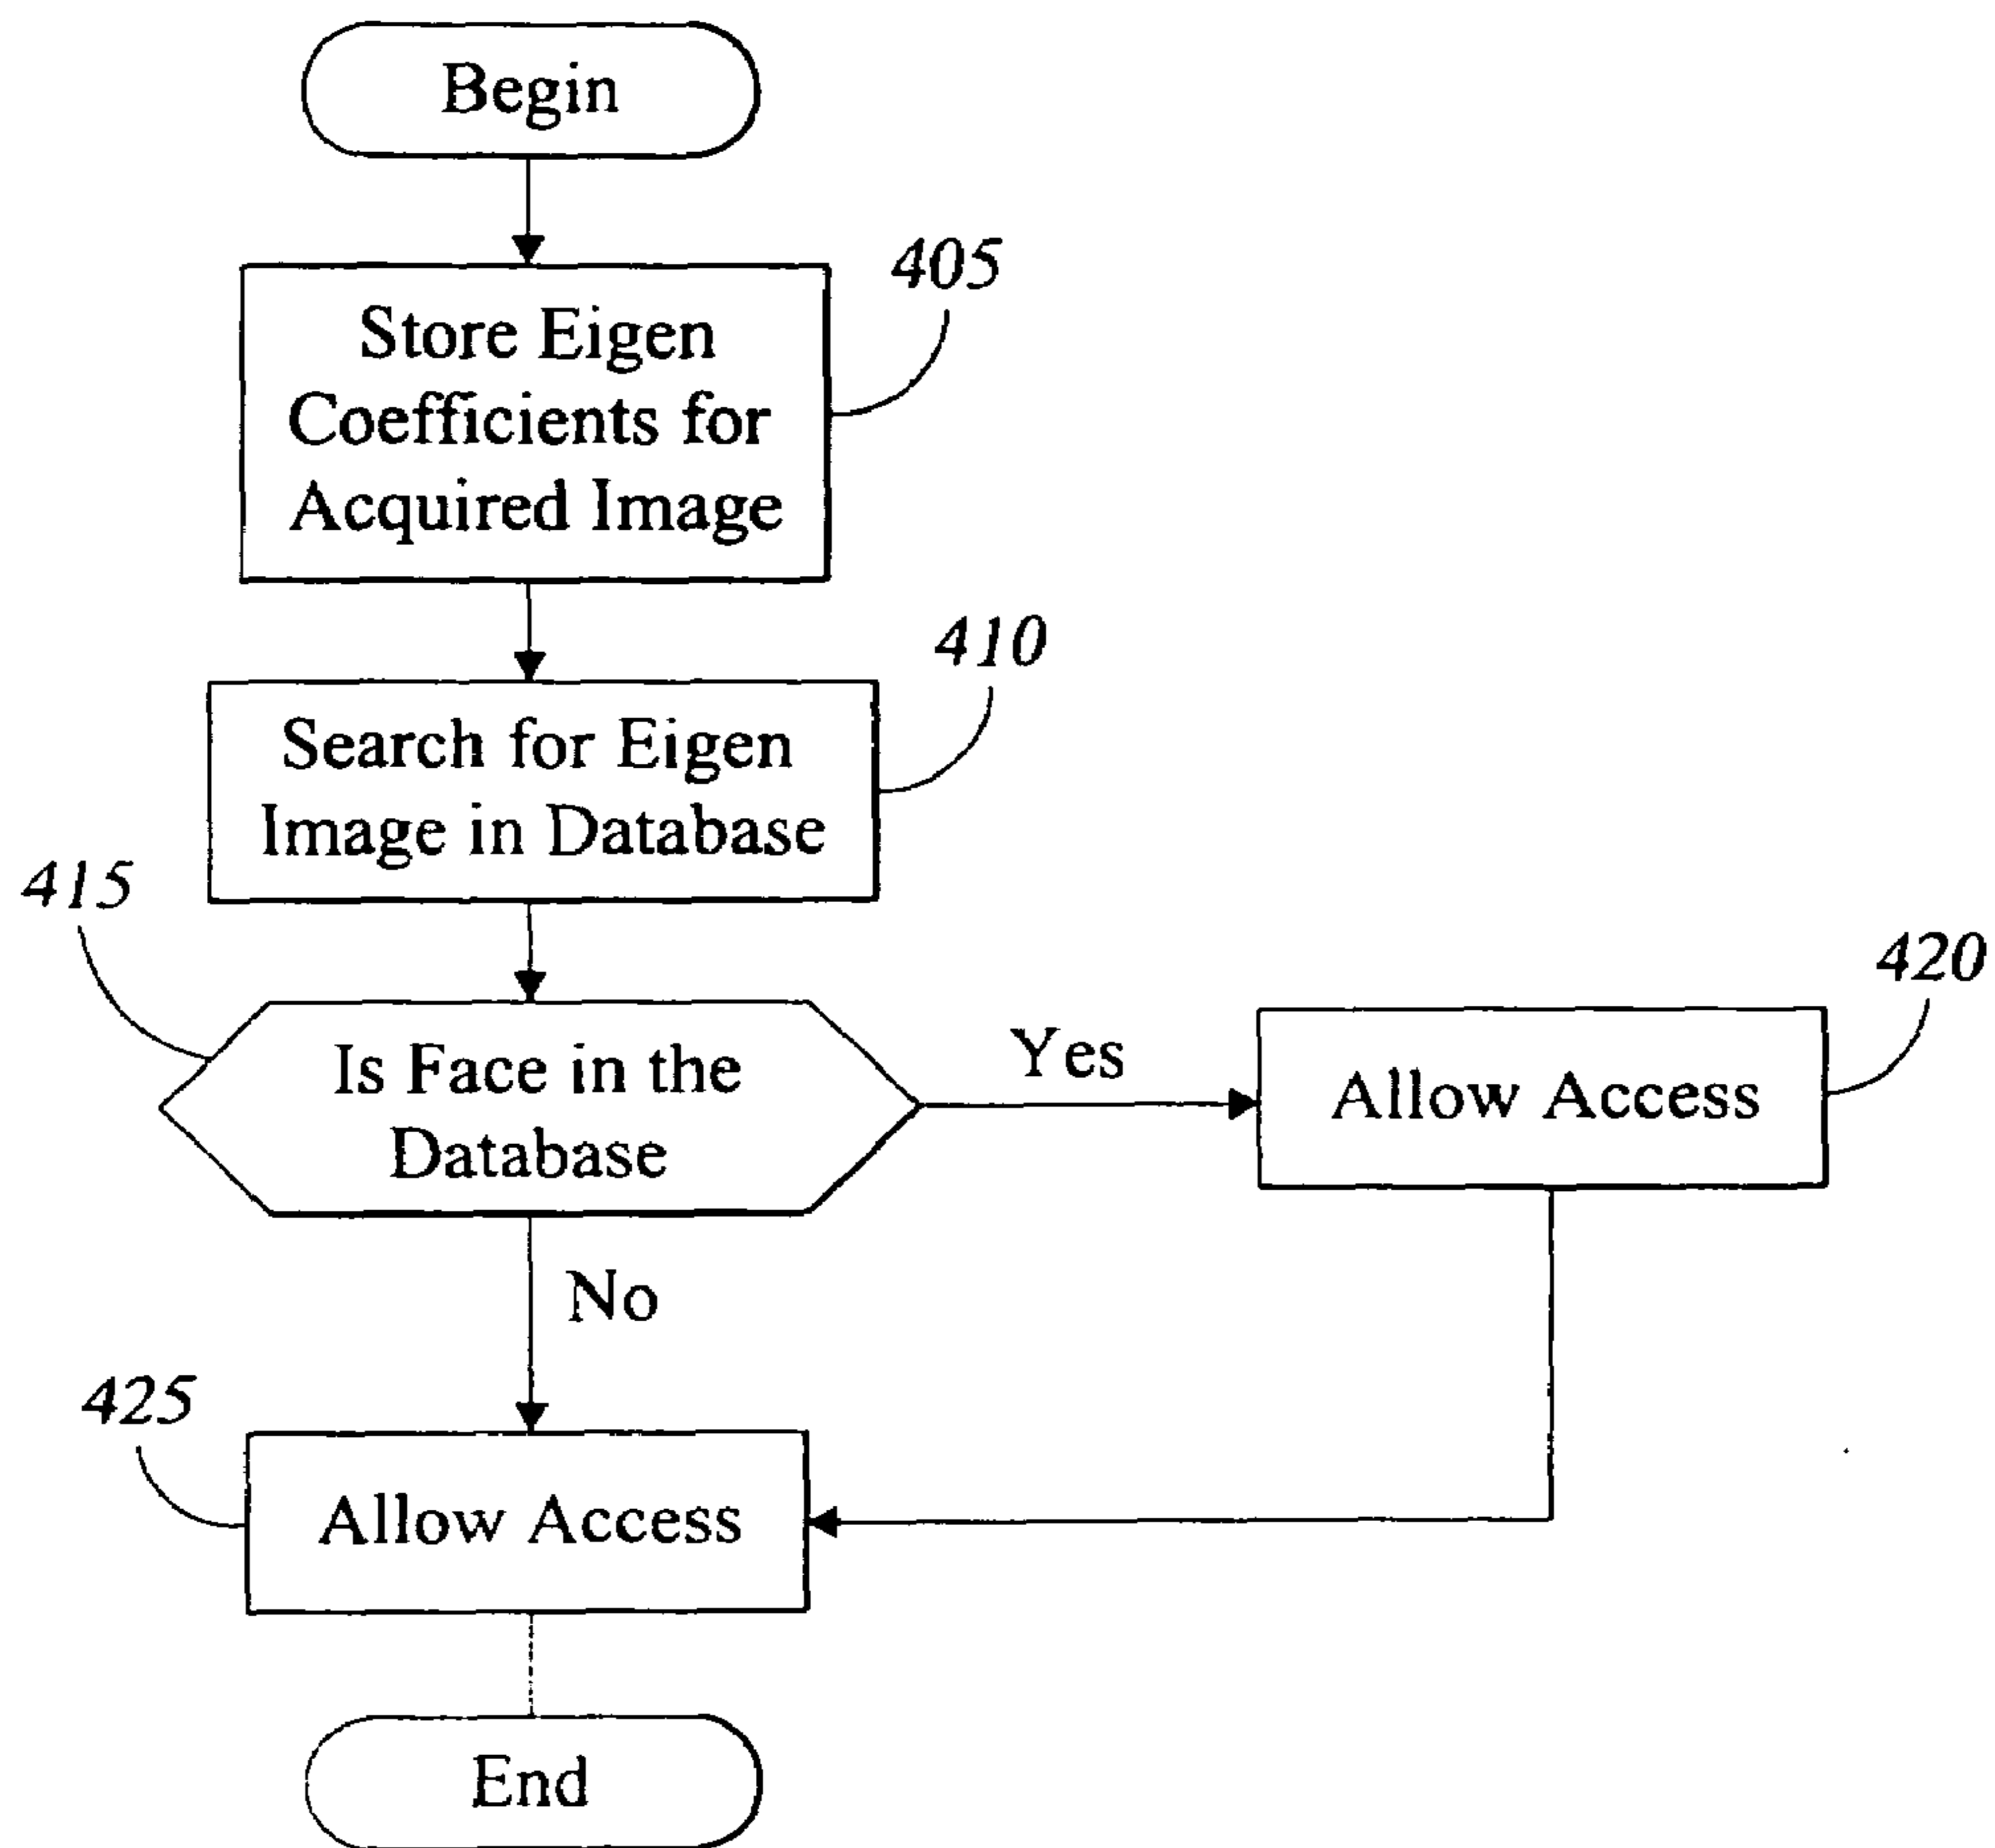 Begin
405
Store Eigen
Coefficients for
Acquired Image
410
Search for Eigen
Image in Database
415
Is Face in the
Database
Yes
420
Allow Access
No
425
Allow Access
End